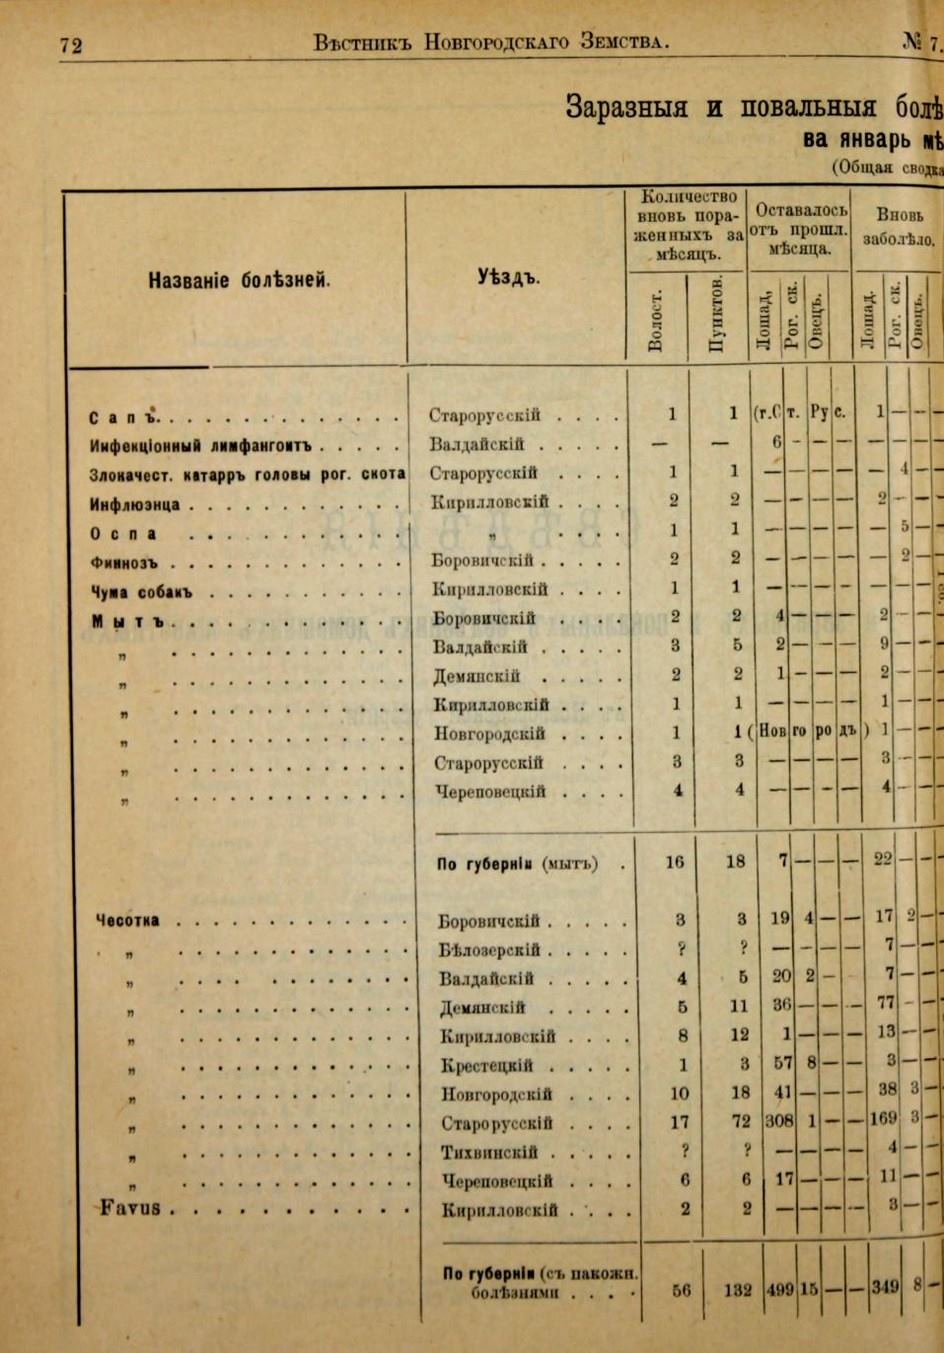 72 Вѣстникъ Новгородскаго Земства. № 7.
Заразныя и повальныя болѣ
за январь мѣ
(Общая сводка
Названіе болѣзней.
Уѣздъ.
Количество
вновь пора-
женныхъ за
мѣсяцъ.
Оставалось
отъ прошл.
мѣсяца.
Вновь
заболѣло.
Волост. Пунктов. Лошад, Рог. ск. Овецъ. Лошад. Рог. ск. Овецъ.
Сапъ. . . . . . . . . . . . . . Старорусскій . . . . 1 1 (г. Ст. Рус. 1 — — —
Инфекціонный лимфангоитъ . . . . . Валдайскій . . . . . — — 6 - — — — — — —
Злокачест. катарръ головы рог. скота Старорусскій . . . . 1 1 — — — — — 4 — —
Инфлюэнца . . . . . . . . . . . . Кирилловскій . . . . 2 2 — — — — 2 - — —
Оспа . . . . . . . . . . . . „ . . . . 1 1 — — — — — 5 — —
Финнозъ . . . . . . . . . . . . . . Боровичскій . . . . . 2 2 — — — — — 2 — —
Чума собакъ . . . . . . . . . . . Кирилловскій . . . . 1 1 — — — — — — —
Мытъ. . . . . . . . . . . . . Боровичскій . . . . 2 2 4 — — — 2 - — —
„ . . . . . . . . . . . . . Валдайскій . . . . . 3 5 2 — — — 9 — — —
„ . . . . . . . . . . . . . Демянскій . . . . . 2 2 1 - — — 2 — — —
„ . . . . . . . . . . . . . Кирилловскій . . . . 1 1 — — — — 1 — — —
„ . . . . . . . . . . . . . Новгородскій . . . . 1 1 (Новгородъ) 1 — — —
„ . . . . . . . . . . . . . Старорусскій . . . . 3 3 — — — — 3 - — —
„ . . . . . . . . . . . . . Череповецкій . . . . 4 4 — — — — 4 - — —
По губерніи (мытъ) . 16 18 7 — — — 22 — — —
Чесотка . . . . . . . . . . . . . Боровичскій . . . . . 3 3 19 4 — — 17 2 — -
„ . . . . . . . . . . . . . Бѣлозерскій . . . . . ? ? — — — — 7 — — -
„ . . . . . . . . . . . . Валдайскій . . . . . 4 5 20 2 - 7 — — -
„ . . . . . . . . . . . . . Демянскій . . . . . 5 11 36 — — - 77 - — -
„ . . . . . . . . . . . . . Кирилловскій . . . . 8 12 1 — — — 13 — — -
„ . . . . . . . . . . . . . Крестецкій . . . . . 1 3 57 8 — — 3 — — -
„ . . . . . . . . . . . . . Новгородскій . . . . 10 18 41 — — — 38 3 — -
„ . . . . . . . . . . . . . Старорусскій . . . . 17 72 308 1 — — 169 3 — -
„ . . . . . . . . . . . . . Тихвинскій . . . . . ? ? — — — — 4 — — -
„ . . . . . . . . . . . . . Череповецкій . . . . 6 6 17 — — — 11 — — -
Favus . . . . . . . . . . . Кирилловскій . . . . 2 2 — — — — 3 — — -
По губерніи (съ накожн.
болѣзнями . . . . 56 132 499 15 — — 349 8 —